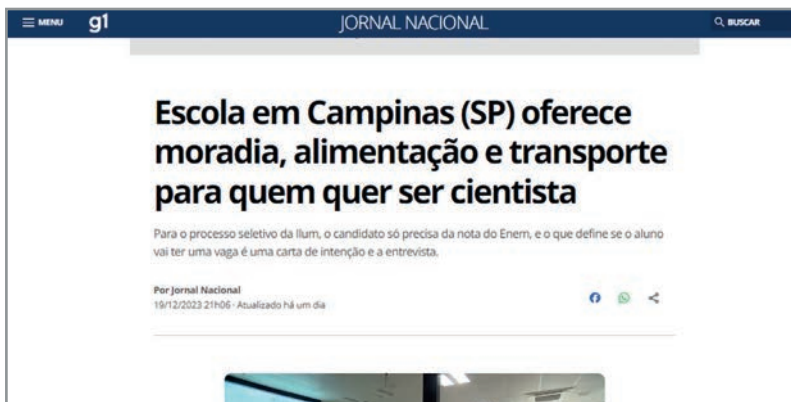 MENU g1 JORNAL NACIONAL BUSCAR
Escola em Campinas (SP) oferece
moradia, alimentação e transporte
para quem quer ser cientista
Para o processo seletivo da Ilum, o candidato só precisa da nota do Enem, e o que define se o aluno
vai ter uma vaga é uma carta de intenção e a entrevista.
Por Jornal Nacional
19/12/2023 21h06 · Atualizado há um dia